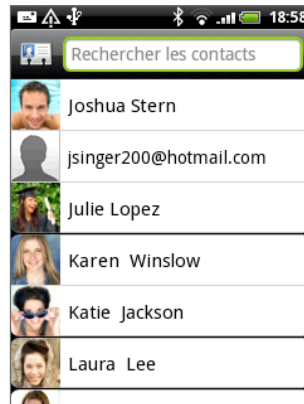 18:58
Rechercher les contacts
Joshua Stern
jsinger200@hotmail.com
Julie Lopez
Karen Winslow
Katie Jackson
Laura Lee